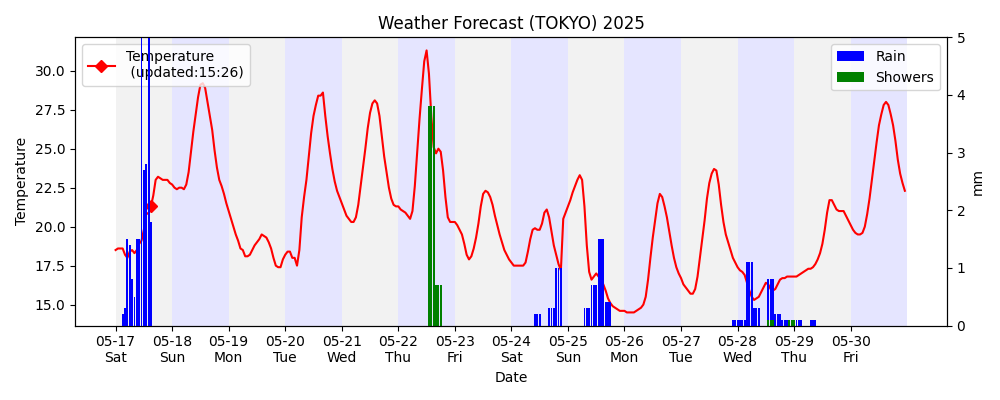 Weather Forecast (TOKYO) 2025
Temperature
(updated:15:26)
Rain
Showers
30.0
27.5
25.0
22.5
20.0
17.5
15.0
Temperature
5
4
3
2
1
0
mm
05-17 05-18 05-19 05-20 05-21 05-22 05-23 05-24 05-25 05-26 05-27 05-28 05-29 05-30
Sat Sun Mon Tue Wed Thu Fri Sat Sun Mon Tue Wed Thu Fri
Date